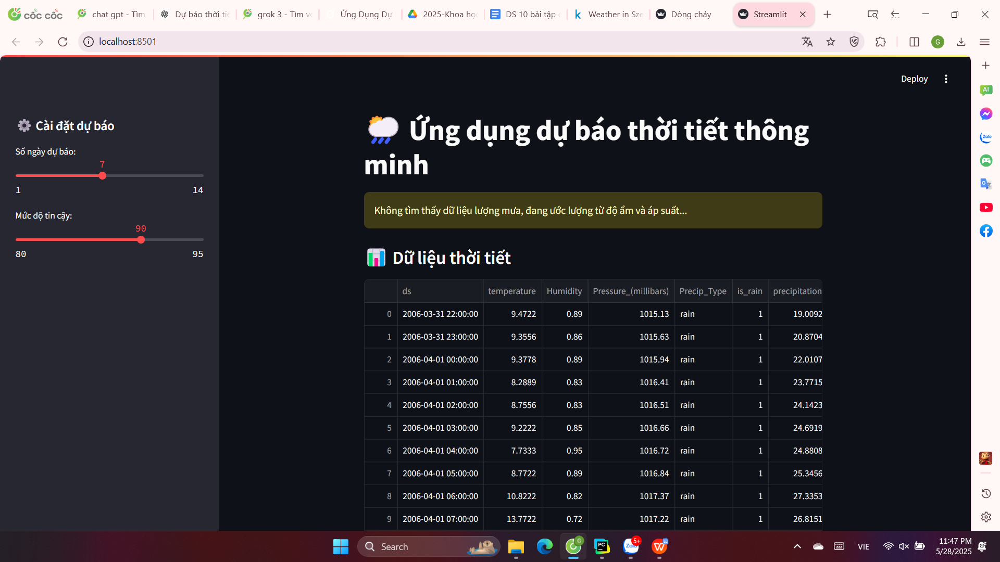 cốc cốc
chat gpt - Tìm
Dự báo thời tiế
grok 3 - Tìm vớ
Ứng Dụng Dự
2025-Khoa học
DS 10 bài tập c
Weather in Sze
Dòng chảy
Streamlit
localhost:8501
G
Deploy
AI
Zalo
⚙️ Cài đặt dự báo
Số ngày dự báo:
7
1 14
Mức độ tin cậy:
90
80 95
Ứng dụng dự báo thời tiết thông
minh
Không tìm thấy dữ liệu lượng mưa, đang ước lượng từ độ ẩm và áp suất...
Dữ liệu thời tiết
ds temperature Humidity Pressure_(millibars) Precip_Type is_rain precipitation
0 2006-03-31 22:00:00 9.4722 0.89 1015.13 rain 1 19.0092
1 2006-03-31 23:00:00 9.3556 0.86 1015.63 rain 1 20.8704
2 2006-04-01 00:00:00 9.3778 0.89 1015.94 rain 1 22.0107
3 2006-04-01 01:00:00 8.2889 0.83 1016.41 rain 1 23.7715
4 2006-04-01 02:00:00 8.7556 0.83 1016.51 rain 1 24.1423
5 2006-04-01 03:00:00 9.2222 0.85 1016.66 rain 1 24.6919
6 2006-04-01 04:00:00 7.7333 0.95 1016.72 rain 1 24.8808
7 2006-04-01 05:00:00 8.7722 0.89 1016.84 rain 1 25.3456
8 2006-04-01 06:00:00 10.8222 0.82 1017.37 rain 1 27.3353
9 2006-04-01 07:00:00 13.7722 0.72 1017.22 rain 1 26.8151
Search
G
PC
Zalo
5+
W
VIE
11:47 PM
5/28/2025